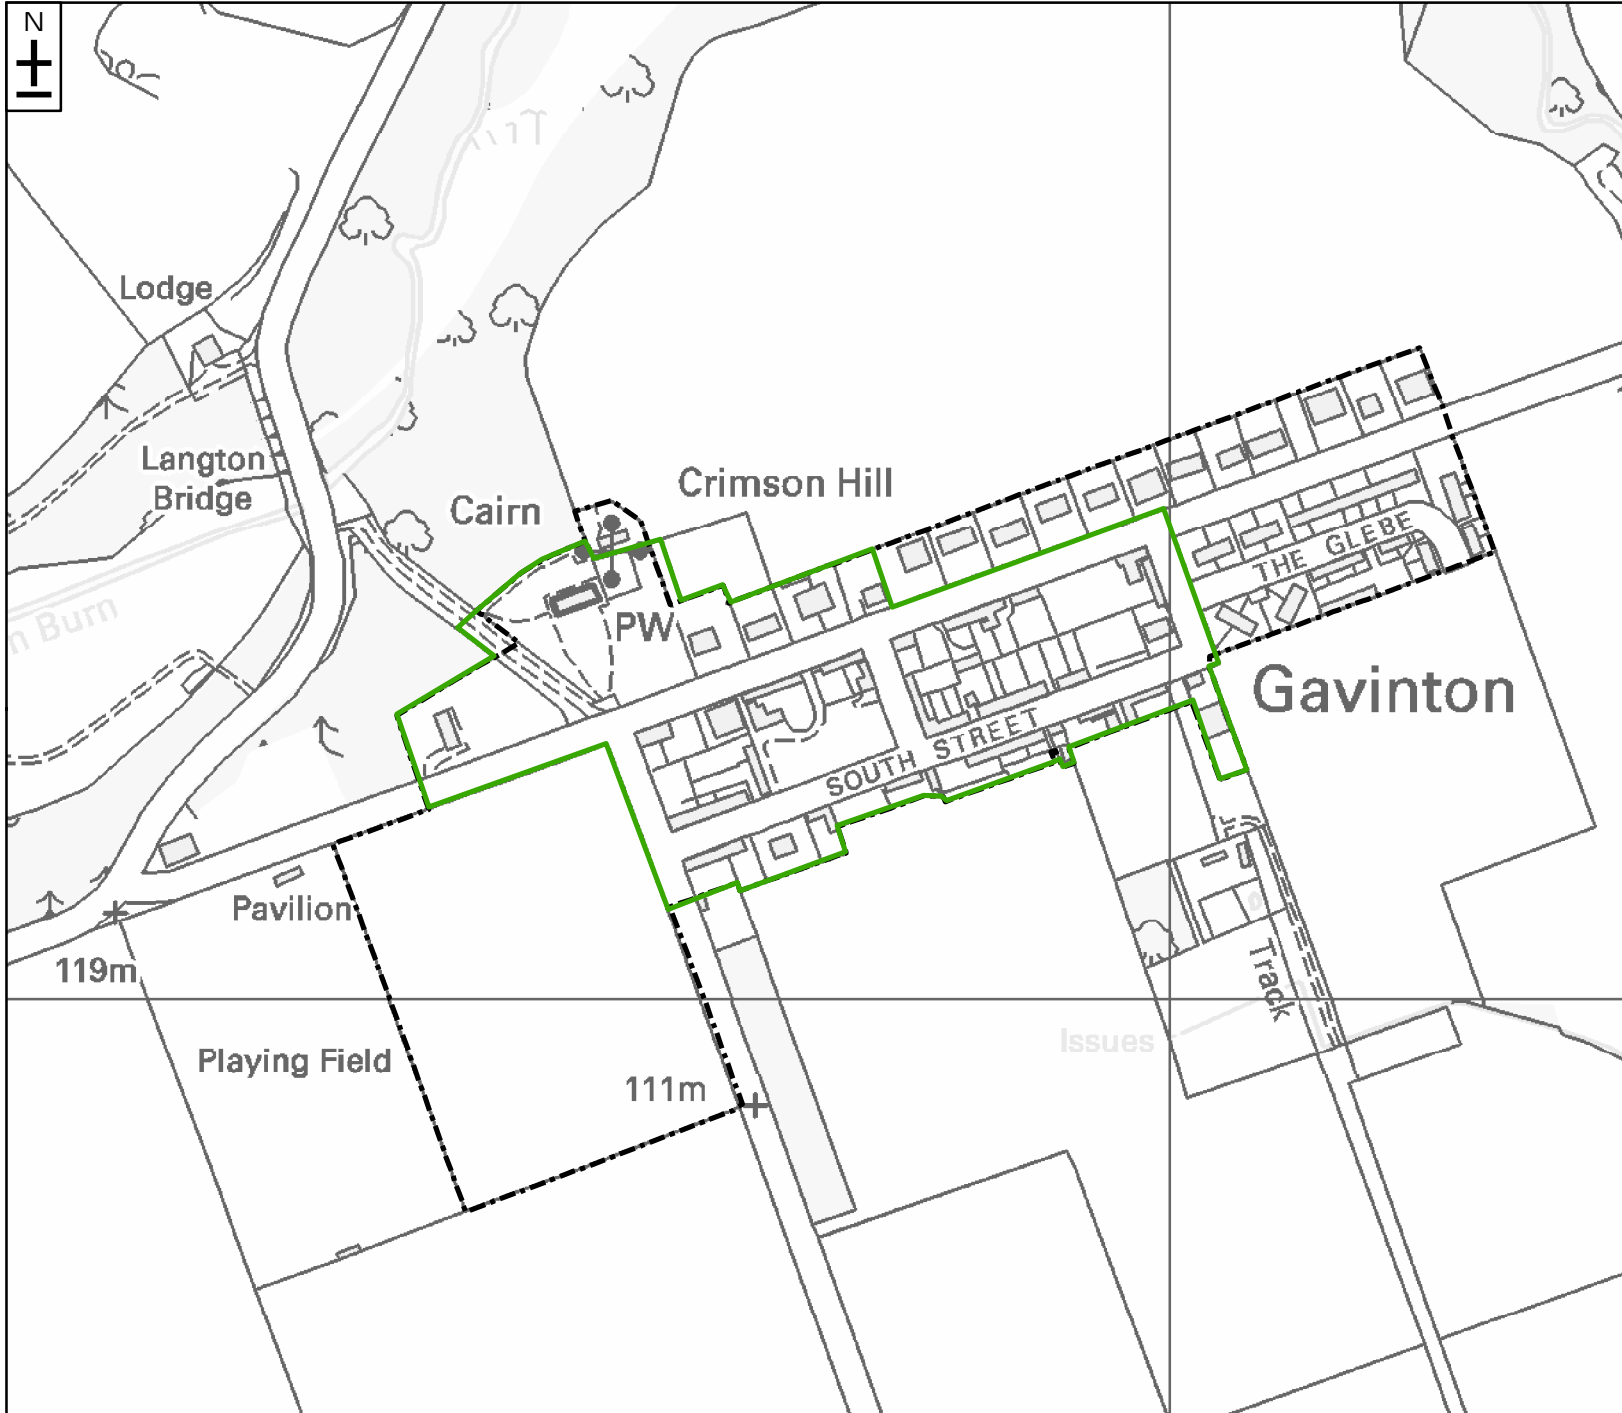 N
Lodge
Langton
Bridge
Cairn
Crimson Hill
PW
THE GLEBE
n Burn
Gavinton
SOUTH STREET
Pavilion
119m
Track
Issues
Playing Field
111m